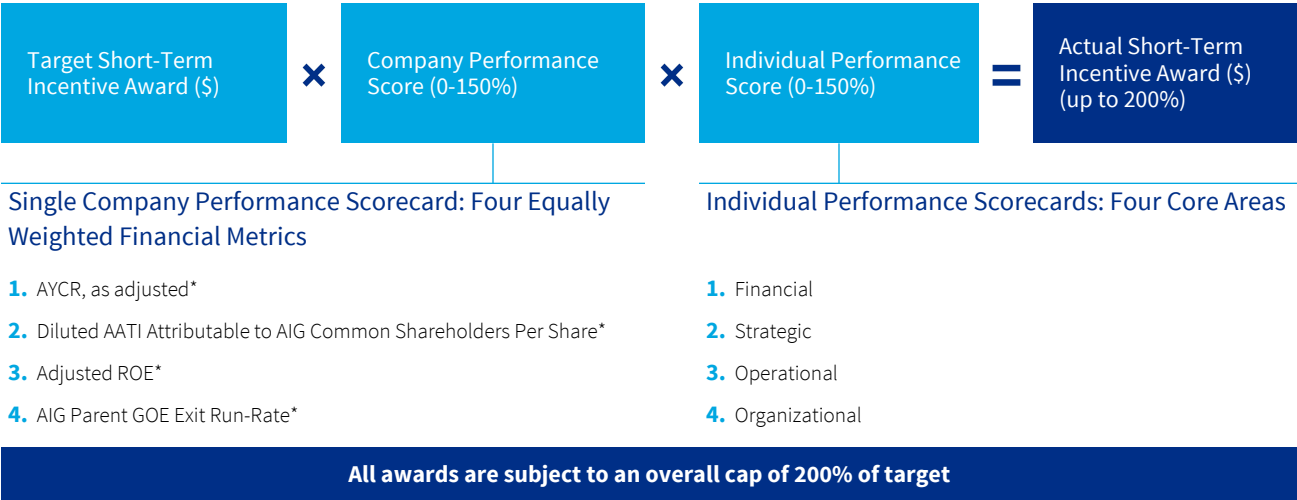 Target Short-Term
Incentive Award ($)
×
Company Performance
Score (0-150%)
×
Individual Performance
Score (0-150%)
=
Actual Short-Term
Incentive Award ($)
(up to 200%)
Single Company Performance Scorecard: Four Equally
Weighted Financial Metrics
1. AYCR, as adjusted*
2. Diluted AATI Attributable to AIG Common Shareholders Per Share*
3. Adjusted ROE*
4. AIG Parent GOE Exit Run-Rate*
Individual Performance Scorecards: Four Core Areas
1. Financial
2. Strategic
3. Operational
4. Organizational
All awards are subject to an overall cap of 200% of target